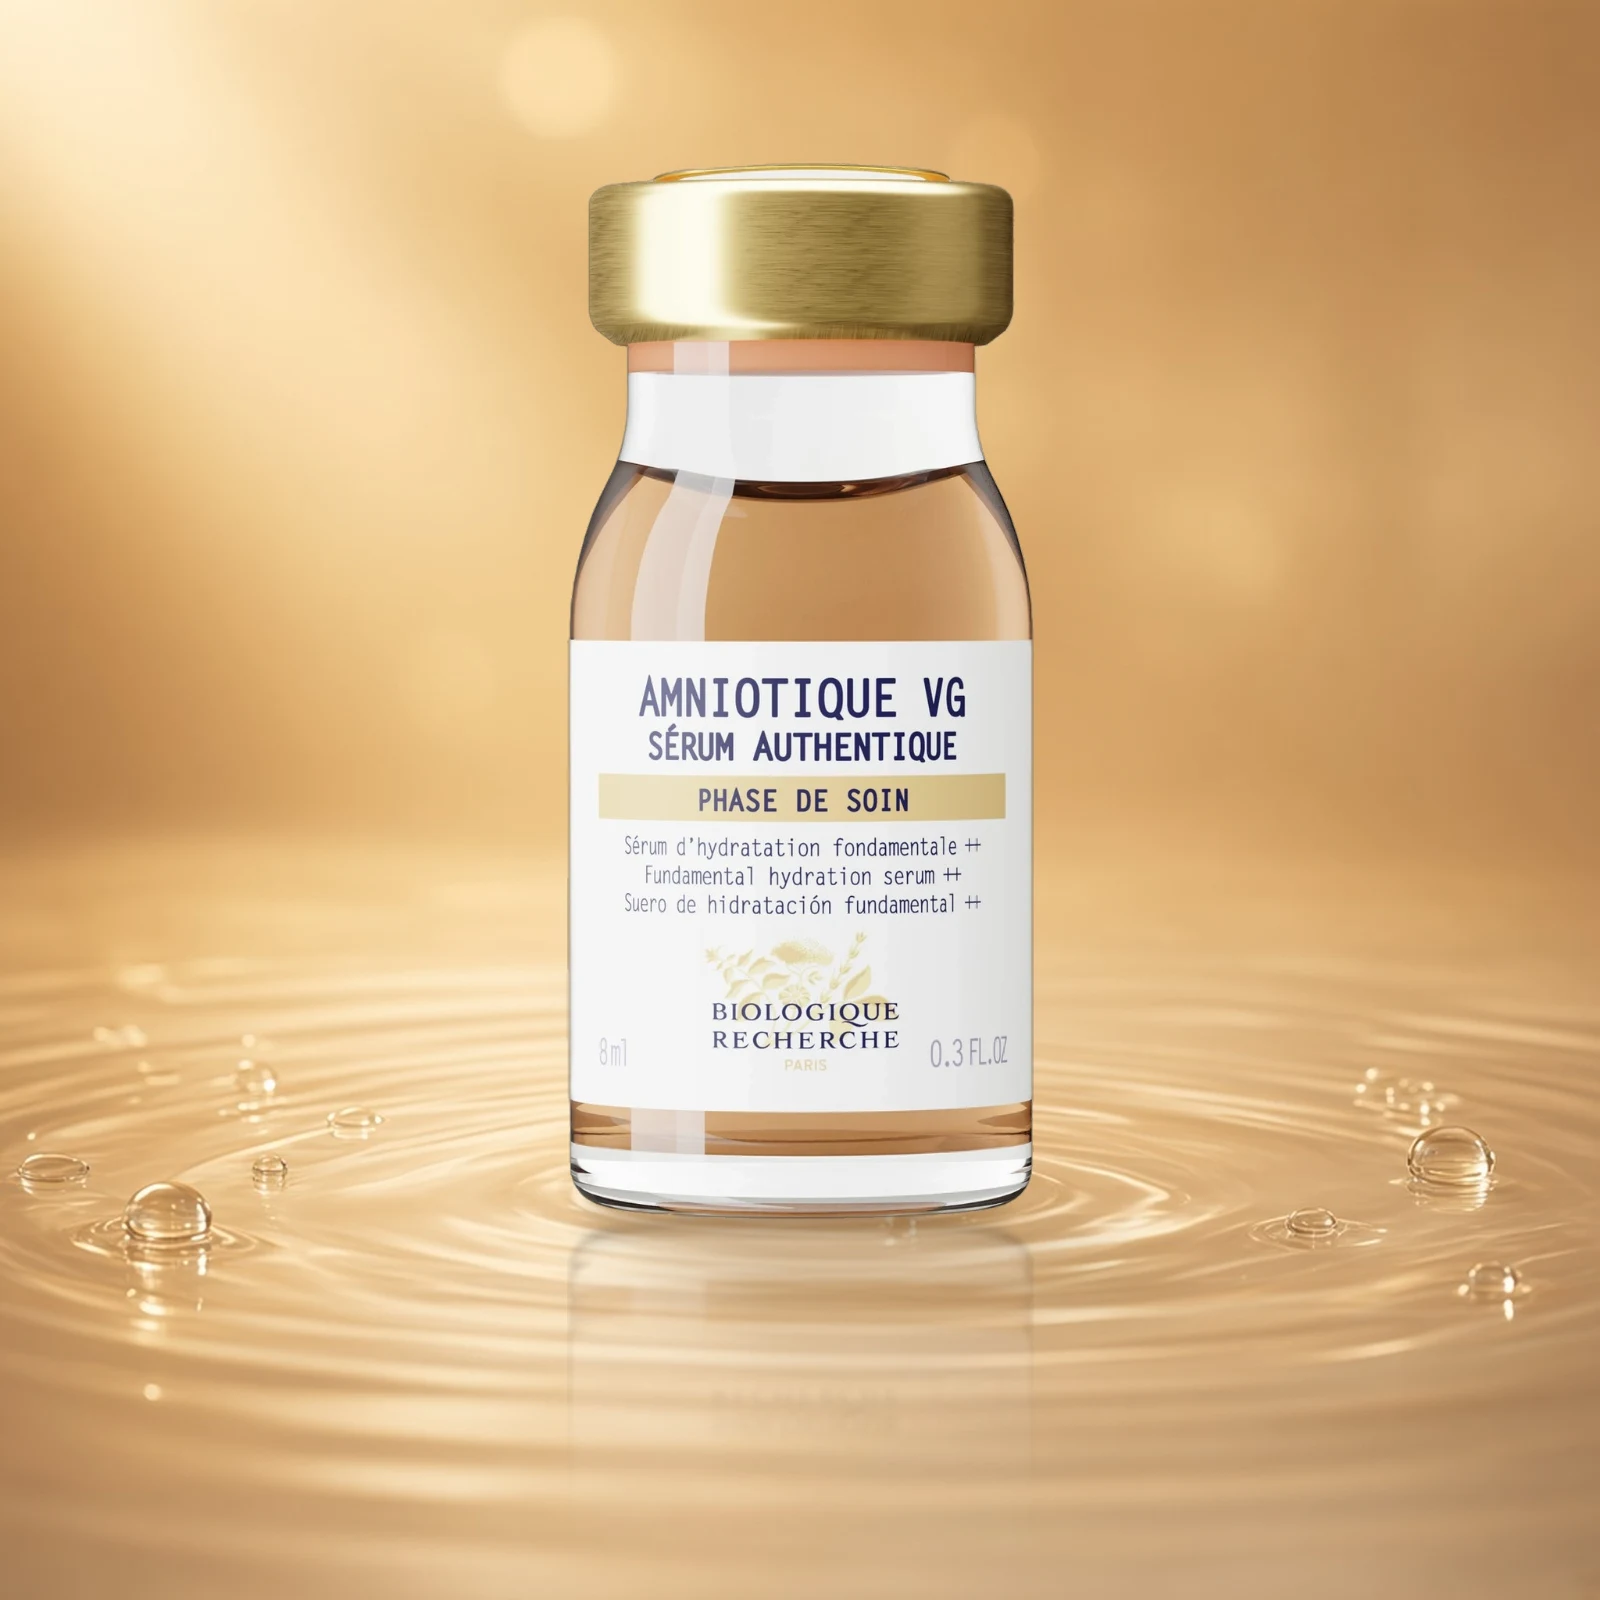 AMNIOTIQUE VG
SÉRUM AUTHENTIQUE
PHASE DE SOIN
Sérum d'hydratation fondamentale ++
Fundamental hydration serum ++
Suero de hidratación fundamental ++
BIOLOGIQUE
RECHERCHE
PARIS
8ml
0.3 FL.OZ